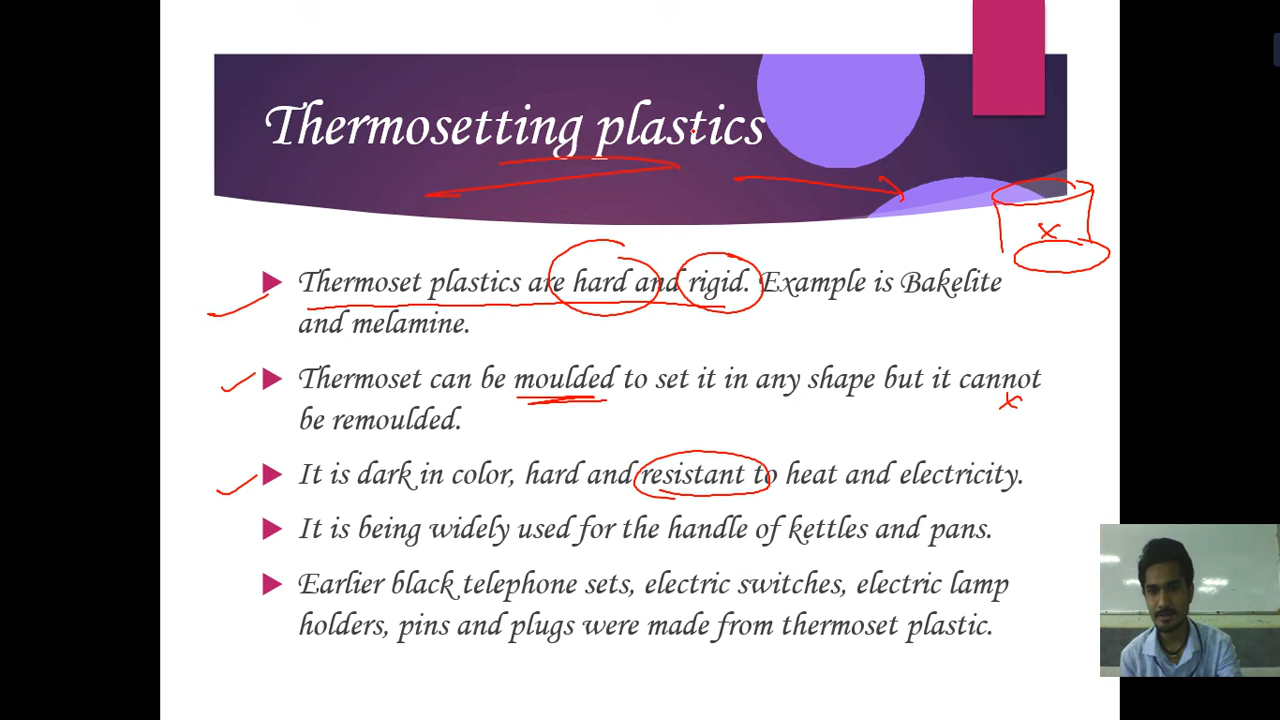 Thermosetting plastics
Thermoset plastics are hard and rigid. Example is Bakelite
and melamine.
Thermoset can be moulded to set it in any shape but it cannot
be remoulded.
It is dark in color, hard and resistant to heat and electricity.
It is being widely used for the handle of kettles and pans.
Earlier black telephone sets, electric switches, electric lamp
holders, pins and plugs were made from thermoset plastic.